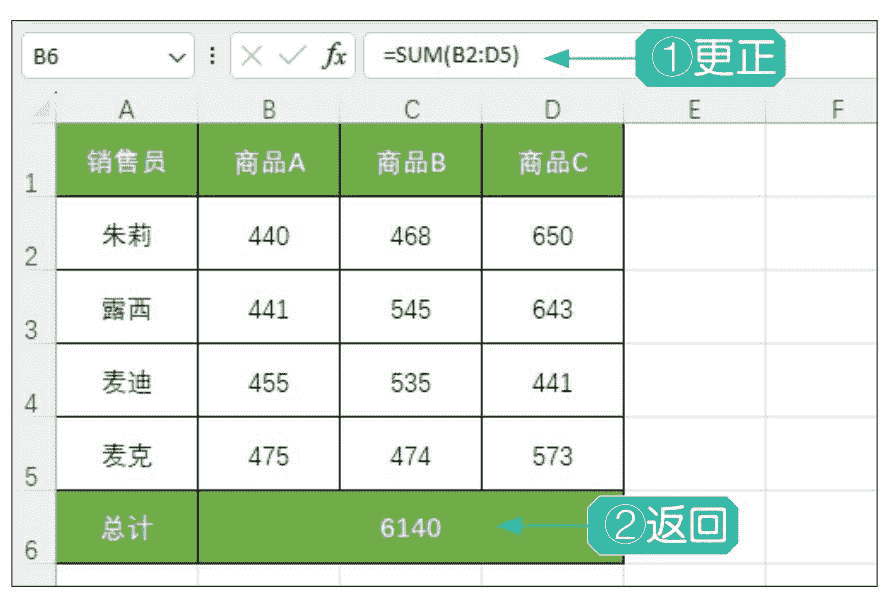 B6 fx =SUM(B2:D5) ①更正
A B C D E F
1 销售员 商品A 商品B 商品C
2 朱莉 440 468 650
3 露西 441 545 643
4 麦迪 455 535 441
5 麦克 475 474 573
6 总计 6140 ②返回